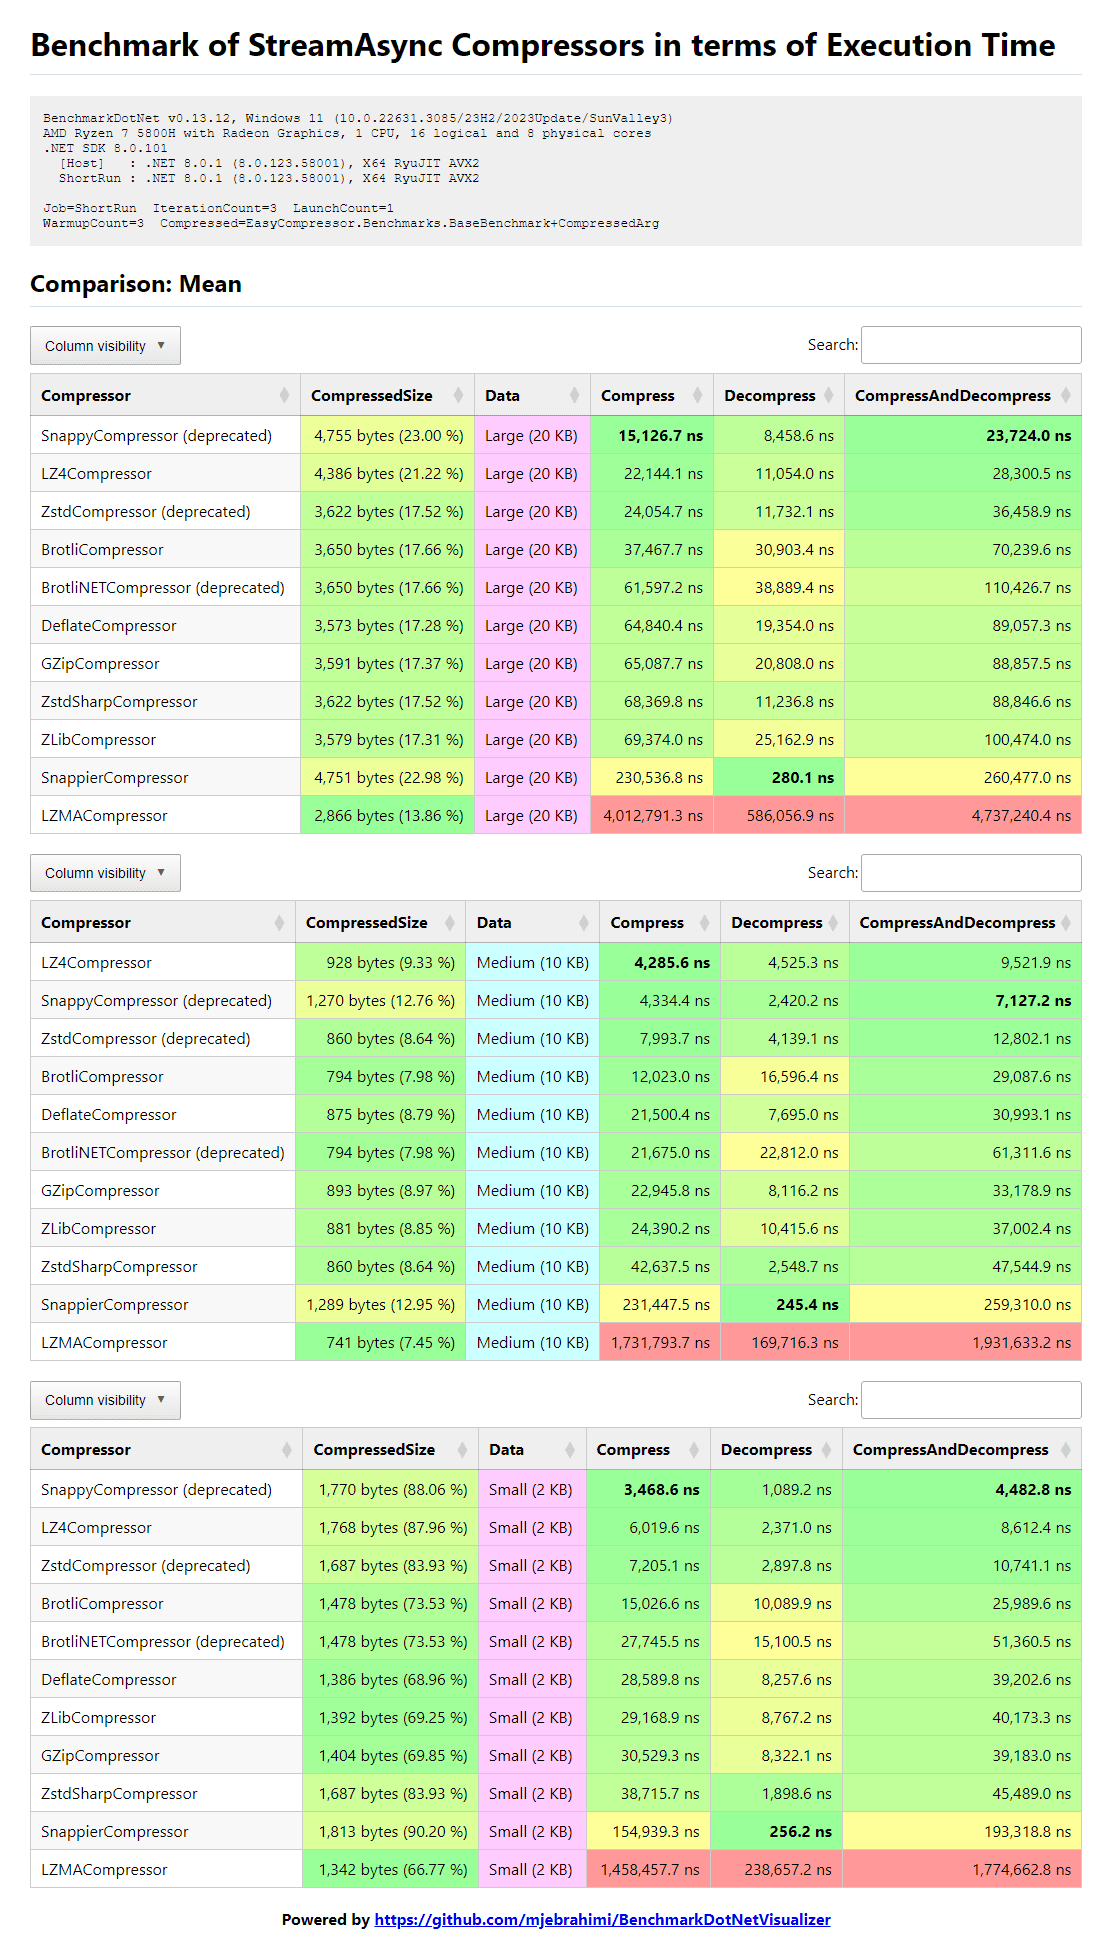 Benchmark of StreamAsync Compressors in terms of Execution Time
BenchmarkDotNet v0.13.12, Windows 11 (10.0.22631.3085/23H2/2023Update/SunValley3)
AMD Ryzen 7 5800H with Radeon Graphics, 1 CPU, 16 logical and 8 physical cores
.NET SDK 8.0.101
[Host]   : .NET 8.0.1 (8.0.123.58001), X64 RyuJIT AVX2
ShortRun : .NET 8.0.1 (8.0.123.58001), X64 RyuJIT AVX2
Job=ShortRun  IterationCount=3  LaunchCount=1
WarmupCount=3  Compressed=EasyCompressor.Benchmarks.BaseBenchmark+CompressedArg
Comparison: Mean
Column visibility ▼ Search:
Compressor CompressedSize Data Compress Decompress CompressAndDecompress
SnappyCompressor (deprecated) 4,755 bytes (23.00 %) Large (20 KB) 15,126.7 ns 8,458.6 ns 23,724.0 ns
LZ4Compressor 4,386 bytes (21.22 %) Large (20 KB) 22,144.1 ns 11,054.0 ns 28,300.5 ns
ZstdCompressor (deprecated) 3,622 bytes (17.52 %) Large (20 KB) 24,054.7 ns 11,732.1 ns 36,458.9 ns
BrotliCompressor 3,650 bytes (17.66 %) Large (20 KB) 37,467.7 ns 30,903.4 ns 70,239.6 ns
BrotliNETCompressor (deprecated) 3,650 bytes (17.66 %) Large (20 KB) 61,597.2 ns 38,889.4 ns 110,426.7 ns
DeflateCompressor 3,573 bytes (17.28 %) Large (20 KB) 64,840.4 ns 19,354.0 ns 89,057.3 ns
GZipCompressor 3,591 bytes (17.37 %) Large (20 KB) 65,087.7 ns 20,808.0 ns 88,857.5 ns
ZstdSharpCompressor 3,622 bytes (17.52 %) Large (20 KB) 68,369.8 ns 11,236.8 ns 88,846.6 ns
ZLibCompressor 3,579 bytes (17.31 %) Large (20 KB) 69,374.0 ns 25,162.9 ns 100,474.0 ns
SnappierCompressor 4,751 bytes (22.98 %) Large (20 KB) 230,536.8 ns 280.1 ns 260,477.0 ns
LZMACompressor 2,866 bytes (13.86 %) Large (20 KB) 4,012,791.3 ns 586,056.9 ns 4,737,240.4 ns
Column visibility ▼ Search:
Compressor CompressedSize Data Compress Decompress CompressAndDecompress
LZ4Compressor 928 bytes (9.33 %) Medium (10 KB) 4,285.6 ns 4,525.3 ns 9,521.9 ns
SnappyCompressor (deprecated) 1,270 bytes (12.76 %) Medium (10 KB) 4,334.4 ns 2,420.2 ns 7,127.2 ns
ZstdCompressor (deprecated) 860 bytes (8.64 %) Medium (10 KB) 7,993.7 ns 4,139.1 ns 12,802.1 ns
BrotliCompressor 794 bytes (7.98 %) Medium (10 KB) 12,023.0 ns 16,596.4 ns 29,087.6 ns
DeflateCompressor 875 bytes (8.79 %) Medium (10 KB) 21,500.4 ns 7,695.0 ns 30,993.1 ns
BrotliNETCompressor (deprecated) 794 bytes (7.98 %) Medium (10 KB) 21,675.0 ns 22,812.0 ns 61,311.6 ns
GZipCompressor 893 bytes (8.97 %) Medium (10 KB) 22,945.8 ns 8,116.2 ns 33,178.9 ns
ZLibCompressor 881 bytes (8.85 %) Medium (10 KB) 24,390.2 ns 10,415.6 ns 37,002.4 ns
ZstdSharpCompressor 860 bytes (8.64 %) Medium (10 KB) 42,637.5 ns 2,548.7 ns 47,544.9 ns
SnappierCompressor 1,289 bytes (12.95 %) Medium (10 KB) 231,447.5 ns 245.4 ns 259,310.0 ns
LZMACompressor 741 bytes (7.45 %) Medium (10 KB) 1,731,793.7 ns 169,716.3 ns 1,931,633.2 ns
Column visibility ▼ Search:
Compressor CompressedSize Data Compress Decompress CompressAndDecompress
SnappyCompressor (deprecated) 1,770 bytes (88.06 %) Small (2 KB) 3,468.6 ns 1,089.2 ns 4,482.8 ns
LZ4Compressor 1,768 bytes (87.96 %) Small (2 KB) 6,019.6 ns 2,371.0 ns 8,612.4 ns
ZstdCompressor (deprecated) 1,687 bytes (83.93 %) Small (2 KB) 7,205.1 ns 2,897.8 ns 10,741.1 ns
BrotliCompressor 1,478 bytes (73.53 %) Small (2 KB) 15,026.6 ns 10,089.9 ns 25,989.6 ns
BrotliNETCompressor (deprecated) 1,478 bytes (73.53 %) Small (2 KB) 27,745.5 ns 15,100.5 ns 51,360.5 ns
DeflateCompressor 1,386 bytes (68.96 %) Small (2 KB) 28,589.8 ns 8,257.6 ns 39,202.6 ns
ZLibCompressor 1,392 bytes (69.25 %) Small (2 KB) 29,168.9 ns 8,767.2 ns 40,173.3 ns
GZipCompressor 1,404 bytes (69.85 %) Small (2 KB) 30,529.3 ns 8,322.1 ns 39,183.0 ns
ZstdSharpCompressor 1,687 bytes (83.93 %) Small (2 KB) 38,715.7 ns 1,898.6 ns 45,489.0 ns
SnappierCompressor 1,813 bytes (90.20 %) Small (2 KB) 154,939.3 ns 256.2 ns 193,318.8 ns
LZMACompressor 1,342 bytes (66.77 %) Small (2 KB) 1,458,457.7 ns 238,657.2 ns 1,774,662.8 ns
Powered by https://github.com/mjebrahimi/BenchmarkDotNetVisualizer